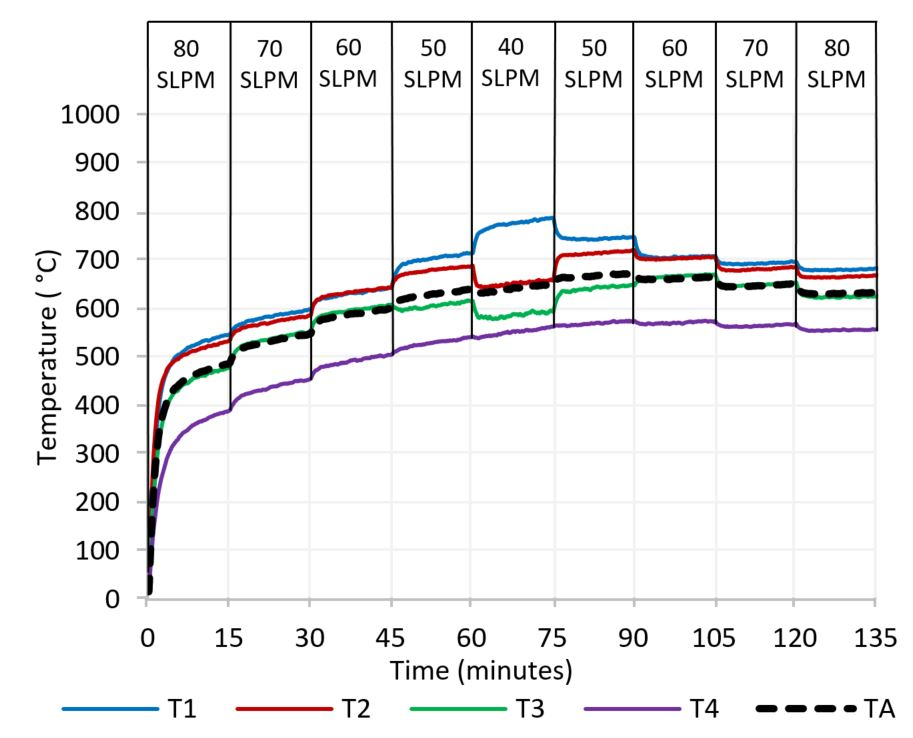 80 70 60 50 40 50 60 70 80
SLPM SLPM SLPM SLPM SLPM SLPM SLPM SLPM SLPM
1000
900
800
700
600
500
400
300
200
100
0
Temperature ( °C)
0 15 30 45 60 75 90 105 120 135
Time (minutes)
T1 T2 T3 T4 TA